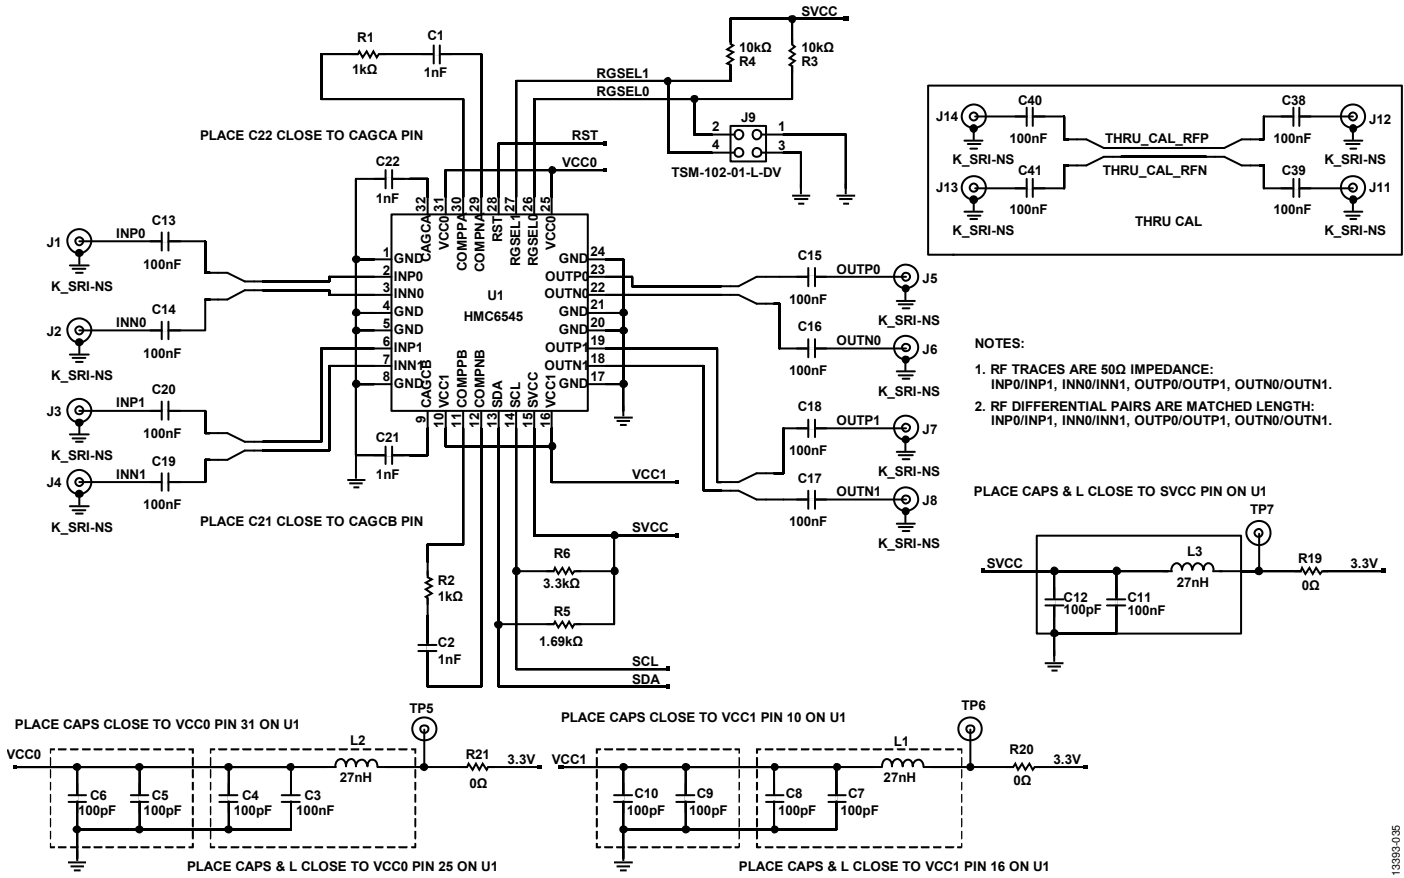 SVCC
R1
1kΩ
C1
1nF
10kΩ
R4
10kΩ
R3
RGSEL1
RGSEL0
J9
2
1
4
3
TSM-102-01-L-DV
RST
VCC0
PLACE C22 CLOSE TO CAGCA PIN
C22
1nF
32
31
30
29
28
27
26
25
CAGCA
VCC0
COMPPA
COMPNA
RST
RGSEL1
RGSEL0
VCC0
J1
INP0
C13
100nF
K_SRI-NS
J2
INN0
C14
100nF
K_SRI-NS
J3
INP1
C20
100nF
K_SRI-NS
J4
INN1
C19
100nF
K_SRI-NS
1
GND
2
INP0
3
INN0
4
GND
5
GND
6
INP1
7
INN1
8
GND
U1
HMC6545
GND
24
OUTP0
23
OUTN0
22
GND
21
GND
20
OUTP1
19
OUTN1
18
GND
17
CAGCB
VCC1
COMPPB
COMPNB
SDA
SCL
SVCC
VCC1
9
10
11
12
13
14
15
16
C21
1nF
PLACE C21 CLOSE TO CAGCB PIN
C15
100nF
OUTP0
J5
K_SRI-NS
C16
100nF
OUTN0
J6
K_SRI-NS
C18
100nF
OUTP1
J7
K_SRI-NS
C17
100nF
OUTN1
J8
K_SRI-NS
VCC1
SVCC
R6
3.3kΩ
R5
1.69kΩ
R2
1kΩ
C2
1nF
SCL
SDA
J14
C40
100nF
K_SRI-NS
J13
C41
100nF
K_SRI-NS
THRU_CAL_RFP
THRU_CAL_RFN
C38
100nF
J12
K_SRI-NS
C39
100nF
J11
K_SRI-NS
THRU CAL
NOTES:
1. RF TRACES ARE 50Ω IMPEDANCE:
INP0/INP1, INN0/INN1, OUTP0/OUTP1, OUTN0/OUTN1.
2. RF DIFFERENTIAL PAIRS ARE MATCHED LENGTH:
INP0/INP1, INN0/INN1, OUTP0/OUTP1, OUTN0/OUTN1.
PLACE CAPS & L CLOSE TO SVCC PIN ON U1
TP7
SVCC
L3
27nH
R19
0Ω
3.3V
C12
100pF
C11
100nF
PLACE CAPS CLOSE TO VCC0 PIN 31 ON U1
TP5
VCC0
L2
27nH
R21
0Ω
3.3V
C6
100pF
C5
100pF
C4
100pF
C3
100nF
PLACE CAPS & L CLOSE TO VCC0 PIN 25 ON U1
PLACE CAPS CLOSE TO VCC1 PIN 10 ON U1
TP6
VCC1
L1
27nH
R20
0Ω
3.3V
C10
100pF
C9
100pF
C8
100pF
C7
100pF
PLACE CAPS & L CLOSE TO VCC1 PIN 16 ON U1
13393-035